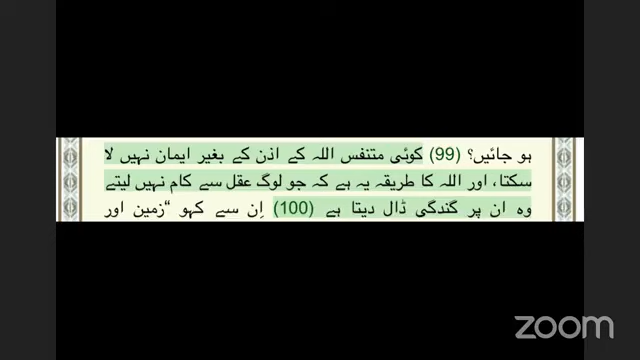 ہو جائیں؟ (99) کوئی متنفس اللہ کے اذن کے بغیر ایمان نہیں لا
سکتا، اور اللہ کا طریقہ یہ ہے کہ جو لوگ عقل سے کام نہیں لیتے
وہ ان پر گندگی ڈال دیتا ہے (100) اِن سے کہو “زمین اور
zoom